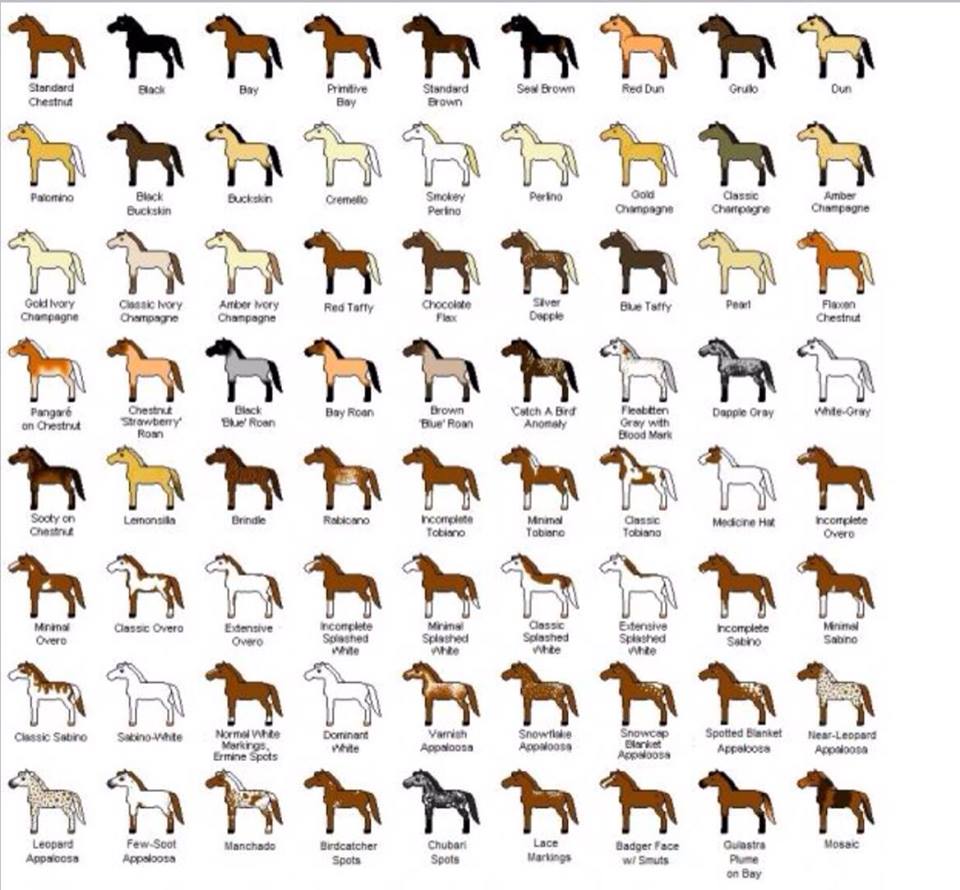 Standard
Chestnut
Black
Bay
Primitive
Bay
Standard
Brown
Seal Brown
Red Dun
Grullo
Dun
Palomino
Black
Buckskin
Buckskin
Cremello
Smokey
Perlino
Perlino
Gold
Champagne
Classic
Champagne
Amber
Champagne
Gold Ivory
Champagne
Classic Ivory
Champagne
Amber Ivory
Champagne
Red Taffy
Chocolate
Flax
Silver
Dapple
Blue Taffy
Pearl
Flaxen
Chestnut
Pangaré
on Chestnut
Chestnut
'Strawberry'
Roan
Black
'Blue' Roan
Bay Roan
Brown
'Blue' Roan
'Catch A Bird'
Anomaly
Fleabitten
Gray with
Blood Mark
Dapple Gray
White-Gray
Sooty on
Chestnut
Lemonsilla
Brindle
Rabicano
Incomplete
Tobiano
Minimal
Tobiano
Classic
Tobiano
Medicine Hat
Incomplete
Overo
Minimal
Overo
Classic Overo
Extensive
Overo
Incomplete
Splashed
White
Minimal
Splashed
White
Classic
Splashed
White
Extensive
Splashed
White
Incomplete
Sabino
Minimal
Sabino
Classic Sabino
Sabino-White
Normal White
Markings,
Ermine Spots
Dominant
White
Varnish
Appaloosa
Snowflake
Appaloosa
Snowcap
Blanket
Appaloosa
Spotted Blanket
Appaloosa
Near-Leopard
Appaloosa
Leopard
Appaloosa
Few-Spot
Appaloosa
Manchado
Birdcatcher
Spots
Chubari
Spots
Lace
Markings
Badger Face
w/ Smuts
Gulastra
Plume
on Bay
Mosaic